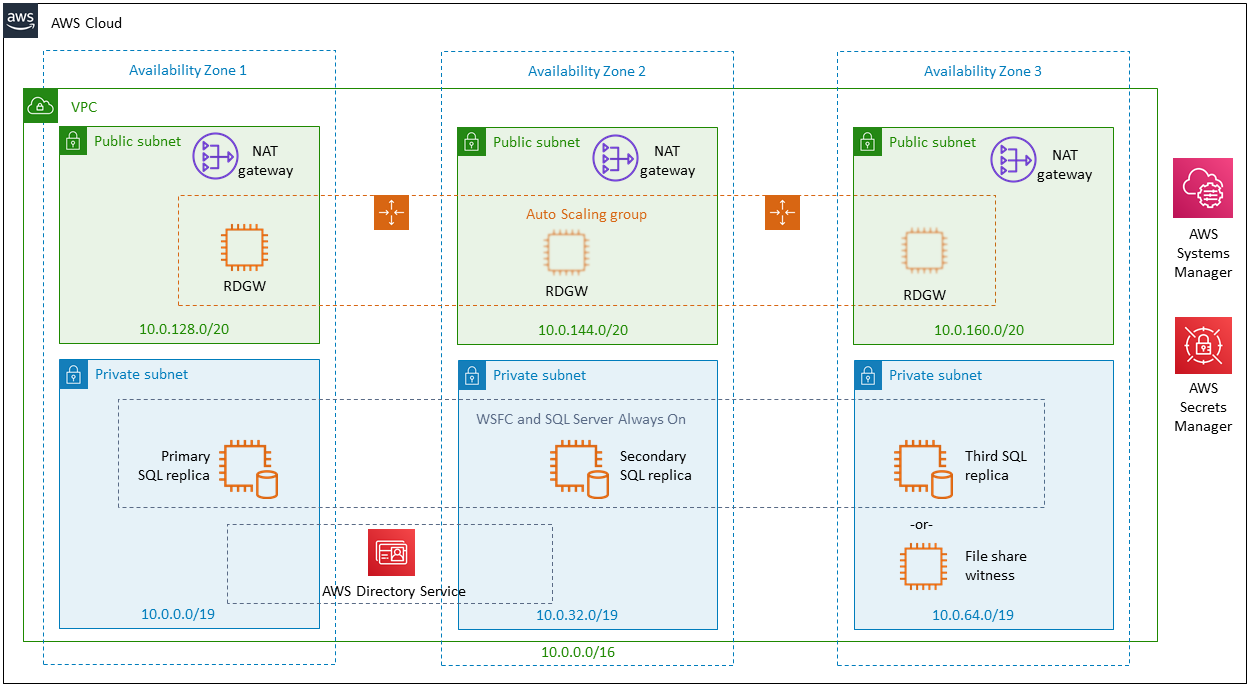 aws
AWS Cloud
Availability Zone 1
Availability Zone 2
Availability Zone 3
VPC
Public subnet
NAT
gateway
Public subnet
NAT
gateway
Public subnet
NAT
gateway
Auto Scaling group
RDGW
RDGW
RDGW
10.0.128.0/20
10.0.144.0/20
10.0.160.0/20
AWS
Systems
Manager
Private subnet
Private subnet
Private subnet
AWS
Secrets
Manager
WSFC and SQL Server Always On
Primary
SQL replica
Secondary
SQL replica
Third SQL
replica
-or-
File share
witness
AWS Directory Service
10.0.0.0/19
10.0.32.0/19
10.0.64.0/19
10.0.0.0/16